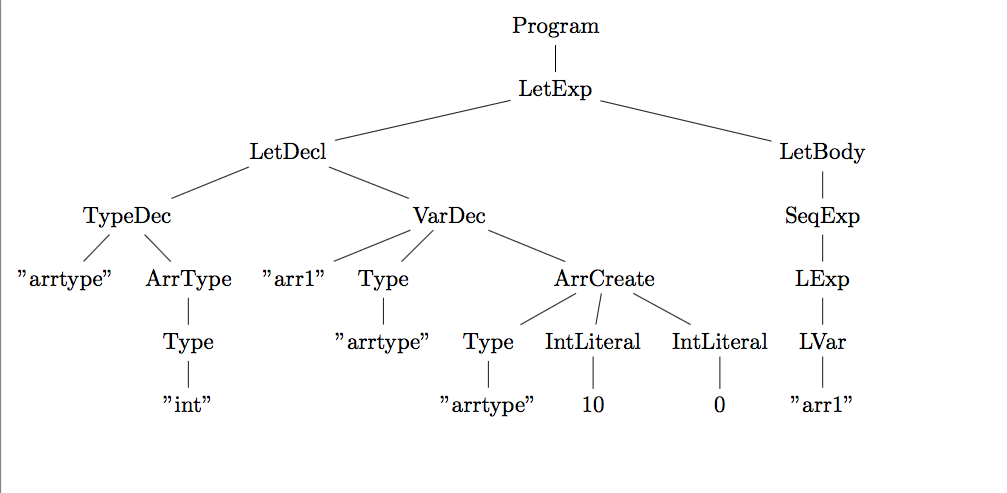 Program
LetExp
LetDecl LetBody
TypeDec VarDec SeqExp
"arrtype" ArrType "arr1" Type ArrCreate LExp
Type "arrtype" Type IntLiteral IntLiteral LVar
"int" "arrtype" 10 0 "arr1"